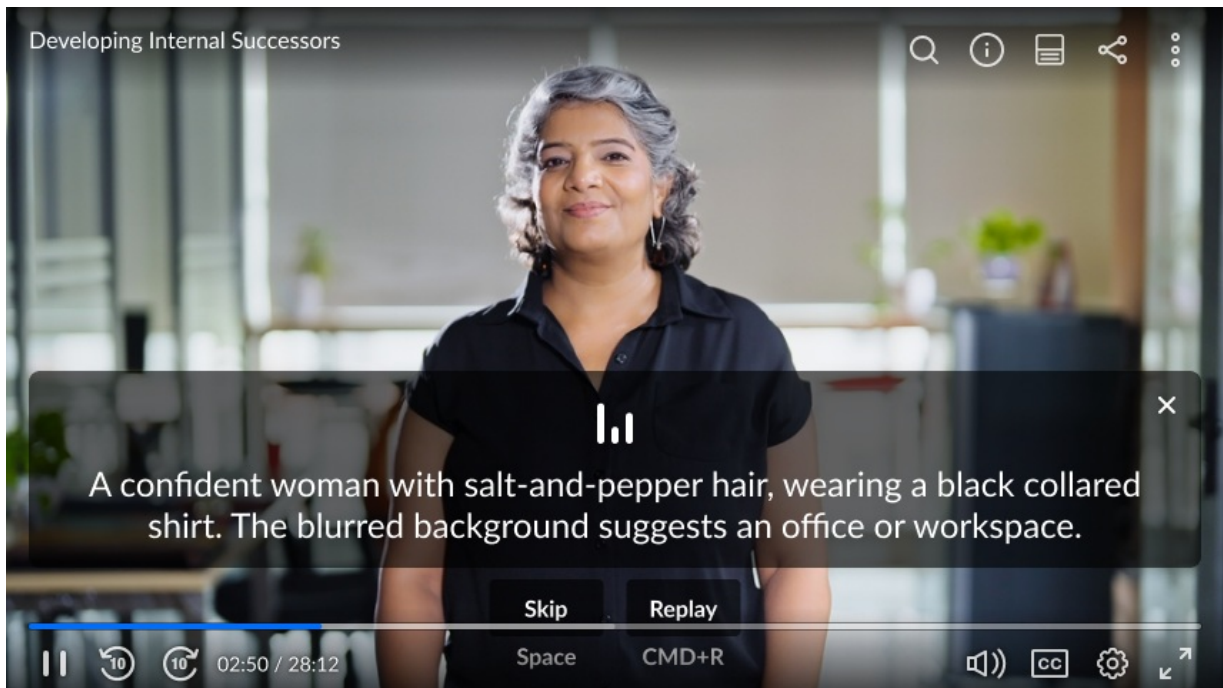 Developing Internal Successors
A confident woman with salt-and-pepper hair, wearing a black collared
shirt. The blurred background suggests an office or workspace.
Skip
Replay
10
10
02:50 / 28:12
Space
CMD+R
CC